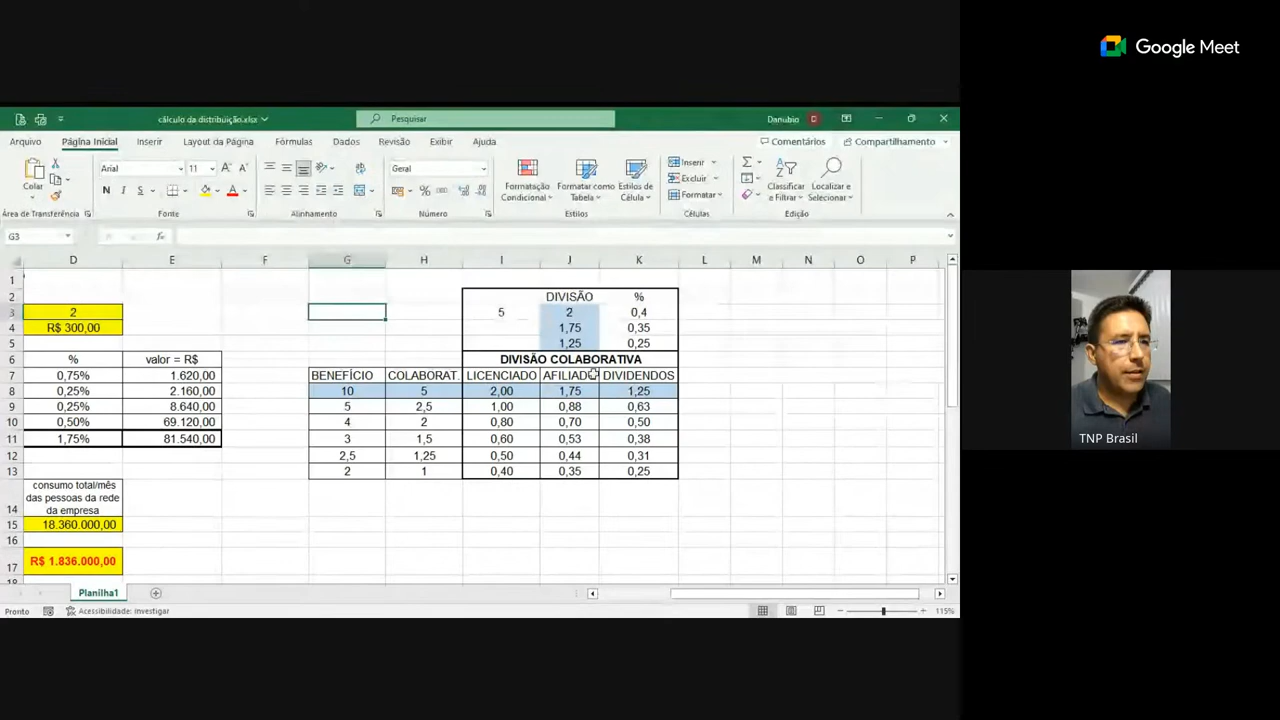 Google Meet
cálculo da distribuição.xlsx
Pesquisar
Danubio D
Arquivo Página Inicial Inserir Layout da Página Fórmulas Dados Revisão Exibir Ajuda Comentários Compartilhamento
Colar
Arial 11
Geral
Formatação Condicional
Formatar como Tabela
Estilos de Célula
Inserir
Excluir
Formatar
Classificar e Filtrar
Localizar e Selecionar
Área de Transferência Fonte Alinhamento Número Estilos Células Edição
G3 fx
D E F G H I J K L M N O P
1
2 DIVISÃO %
3 2 5 2 0,4
4 R$ 300,00 1,75 0,35
5 1,25 0,25
6 % valor = R$ DIVISÃO COLABORATIVA
7 0,75% 1.620,00 BENEFÍCIO COLABORAT. LICENCIADO AFILIADO DIVIDENDOS
8 0,25% 2.160,00 10 5 2,00 1,75 1,25
9 0,25% 8.640,00 5 2,5 1,00 0,88 0,63
10 0,50% 69.120,00 4 2 0,80 0,70 0,50
11 1,75% 81.540,00 3 1,5 0,60 0,53 0,38
12 2,5 1,25 0,50 0,44 0,31
13 2 1 0,40 0,35 0,25
consumo total/mês
das pessoas da rede
14 da empresa
15 18.360.000,00
16
17 R$ 1.836.000,00
18
Planilha1
Pronto Acessibilidade: investigar 115%
TNP Brasil